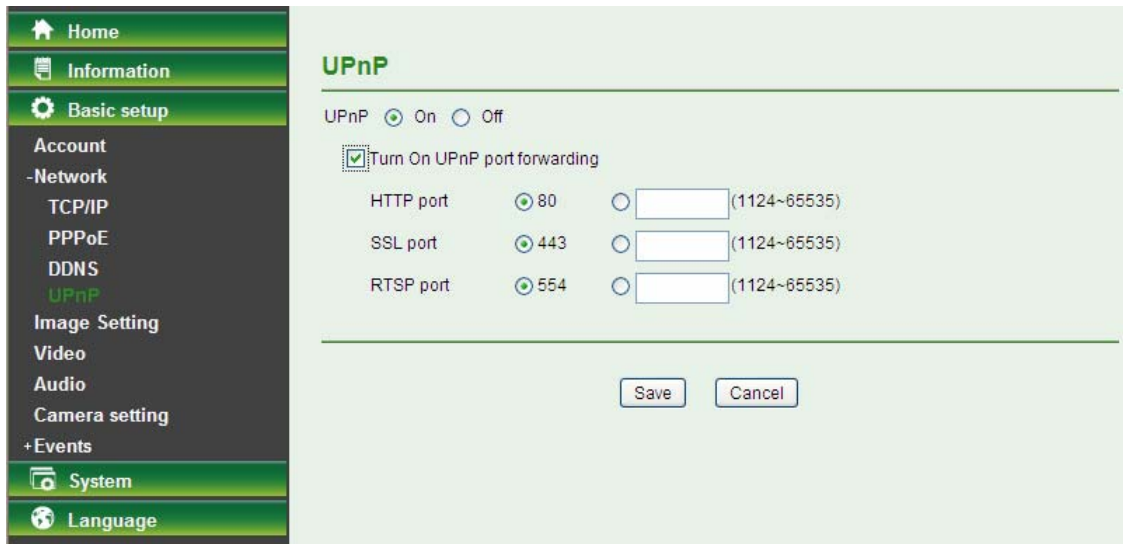 Home
Information
Basic setup
Account
-Network
TCP/IP
PPPoE
DDNS
UPnP
Image Setting
Video
Audio
Camera setting
+Events
System
Language
UPnP
UPnP On Off
Turn On UPnP port forwarding
HTTP port 80 (1124~65535)
SSL port 443 (1124~65535)
RTSP port 554 (1124~65535)
Save Cancel